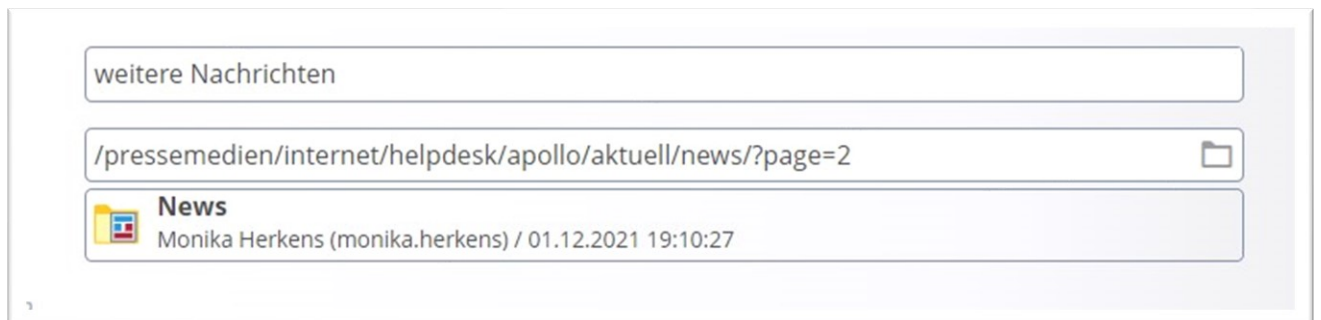 weitere Nachrichten
/pressemedien/internet/helpdesk/apollo/aktuell/news/?page=2
News
Monika Herkens (monika.herkens) / 01.12.2021 19:10:27